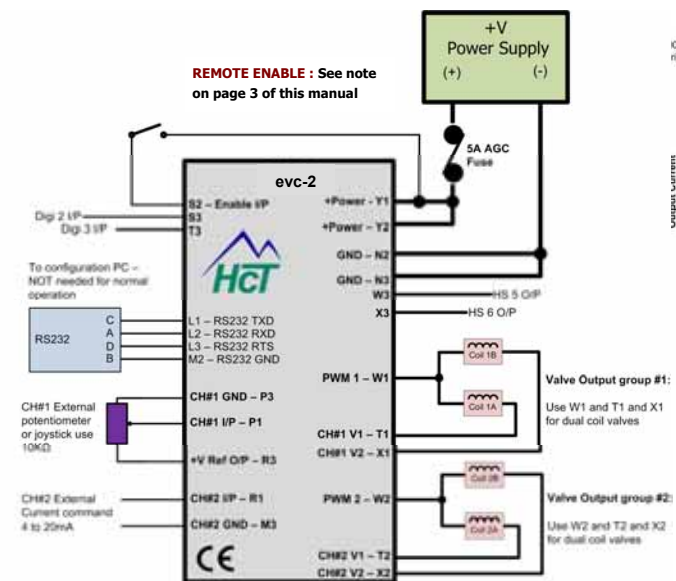 +V
Power Supply
(+) (-)
REMOTE ENABLE : See note
on page 3 of this manual
5A AGC
Fuse
evc-2
S2 – Enable I/P
S3
T3
Digi 2 I/P
Digi 3 I/P
+Power - Y1
+Power – Y2
GND – N2
GND – N3
W3
X3
HS 5 O/P
HS 6 O/P
HCT
To configuration PC –
NOT needed for normal
operation
RS232
C
A
D
B
L1 – RS232 TXD
L2 – RS232 RXD
L3 – RS232 RTS
M2 – RS232 GND
CH#1 External
potentiometer
or joystick use
10KΩ
CH#1 GND – P3
CH#1 I/P – P1
+V Ref O/P – R3
CH#2 External
Current command
4 to 20mA
CH#2 I/P – R1
CH#2 GND – M3
CE
PWM 1 – W1
CH#1 V1 – T1
CH#1 V2 – X1
Coil 1B
Coil 1A
Valve Output group #1:
Use W1 and T1 and X1
for dual coil valves
PWM 2 – W2
CH#2 V1 – T2
CH#2 V2 – X2
Coil 2B
Coil 2A
Valve Output group #2:
Use W2 and T2 and X2
for dual coil valves
Output Current